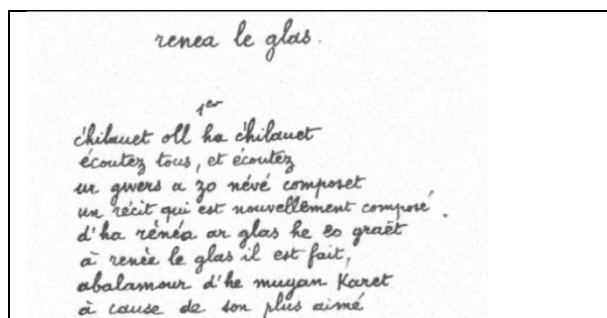 renea le glas.
1er
c'hilauet oll ha c'hilauet
écoutez tous, et écoutez
ur gwers a zo névé composet
un récit qui est nouvellement composé.
d'ha rénéa ar glas he eo graët
à renée le glas il est fait,
abalamour d'he muyan Karet
à cause de son plus aimé